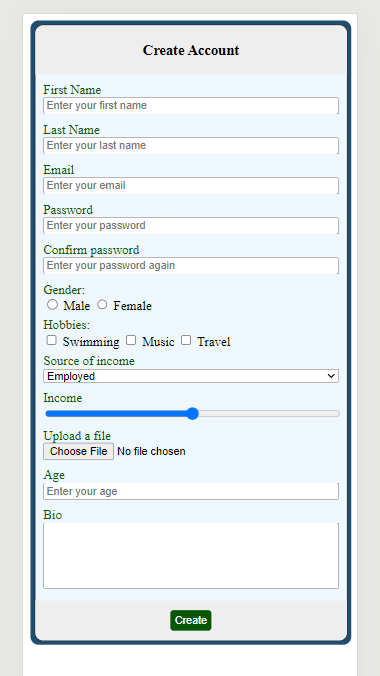 Create Account
First Name
Enter your first name
Last Name
Enter your last name
Email
Enter your email
Password
Enter your password
Confirm password
Enter your password again
Gender:
Male Female
Hobbies:
Swimming Music Travel
Source of income
Employed
Income
Upload a file
Choose File No file chosen
Age
Enter your age
Bio
Create